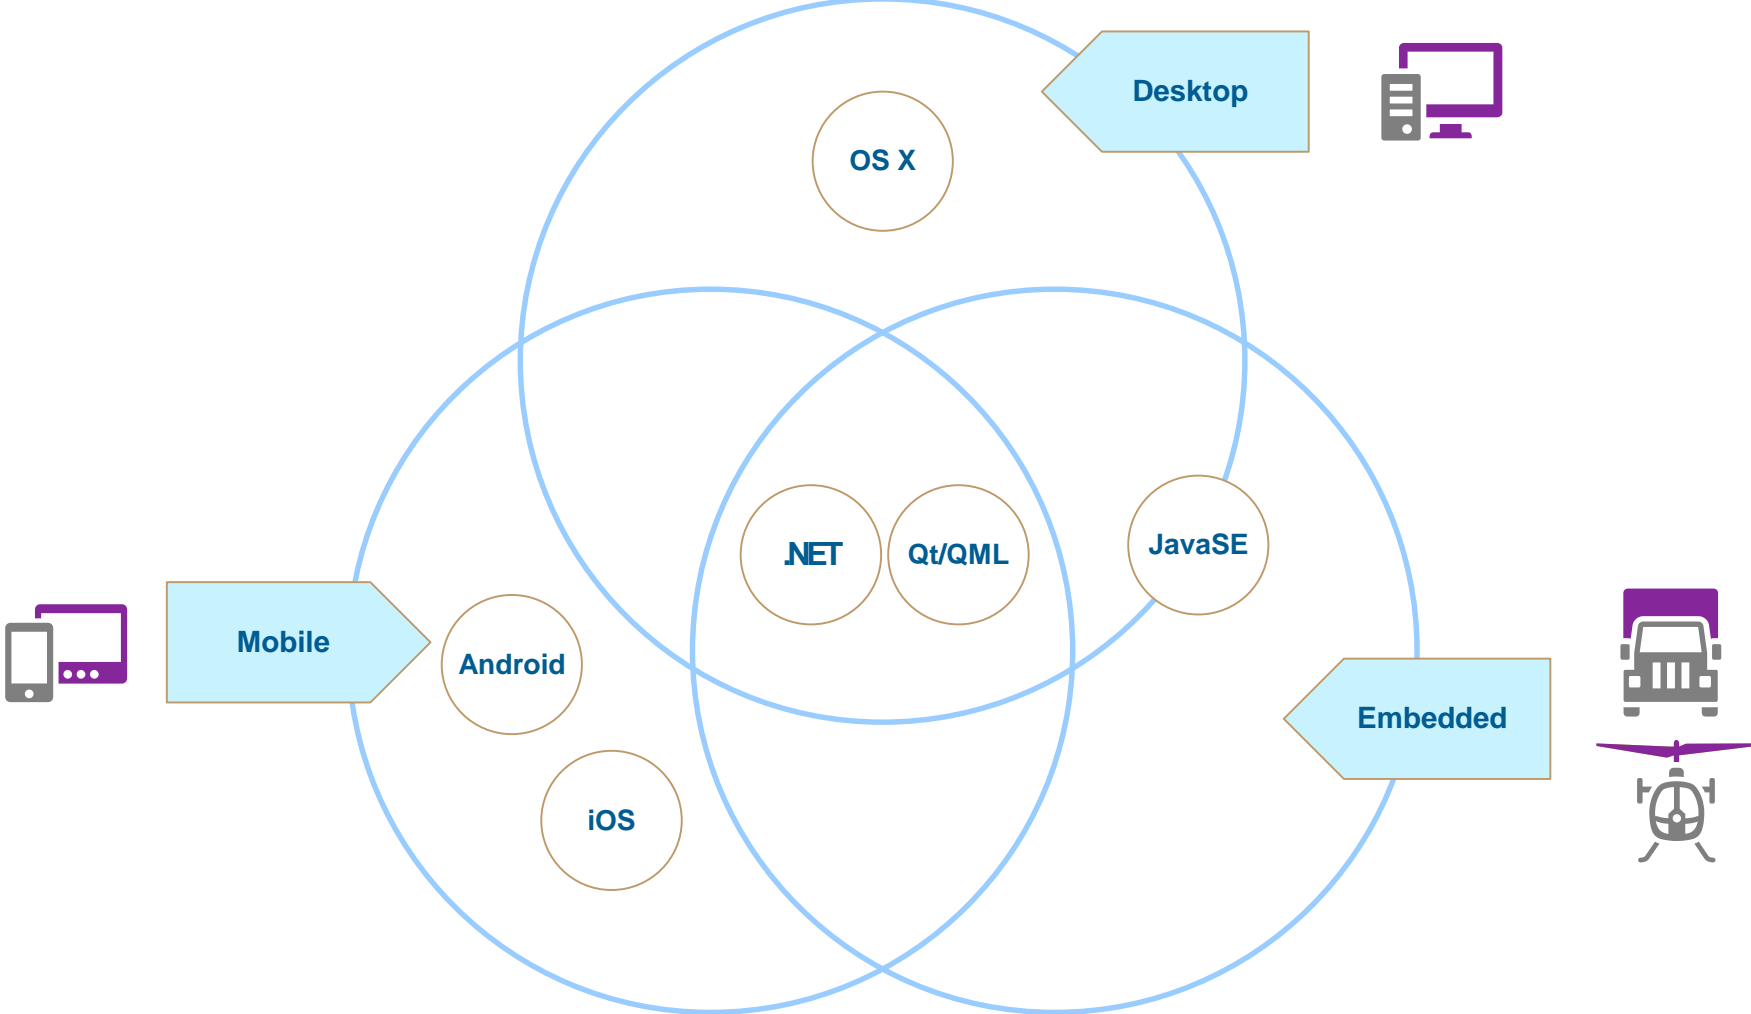 Desktop
OS X
.NET
Qt/QML
JavaSE
Mobile
Android
Embedded
iOS